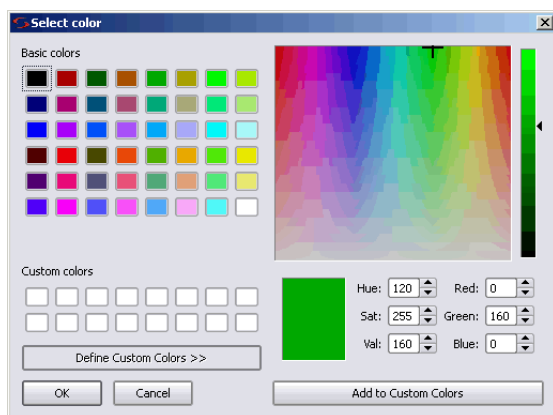 Select color
Basic colors
Custom colors
Define Custom Colors >>
OK
Cancel
Hue: 120
Red: 0
Sat: 255
Green: 160
Val: 160
Blue: 0
Add to Custom Colors